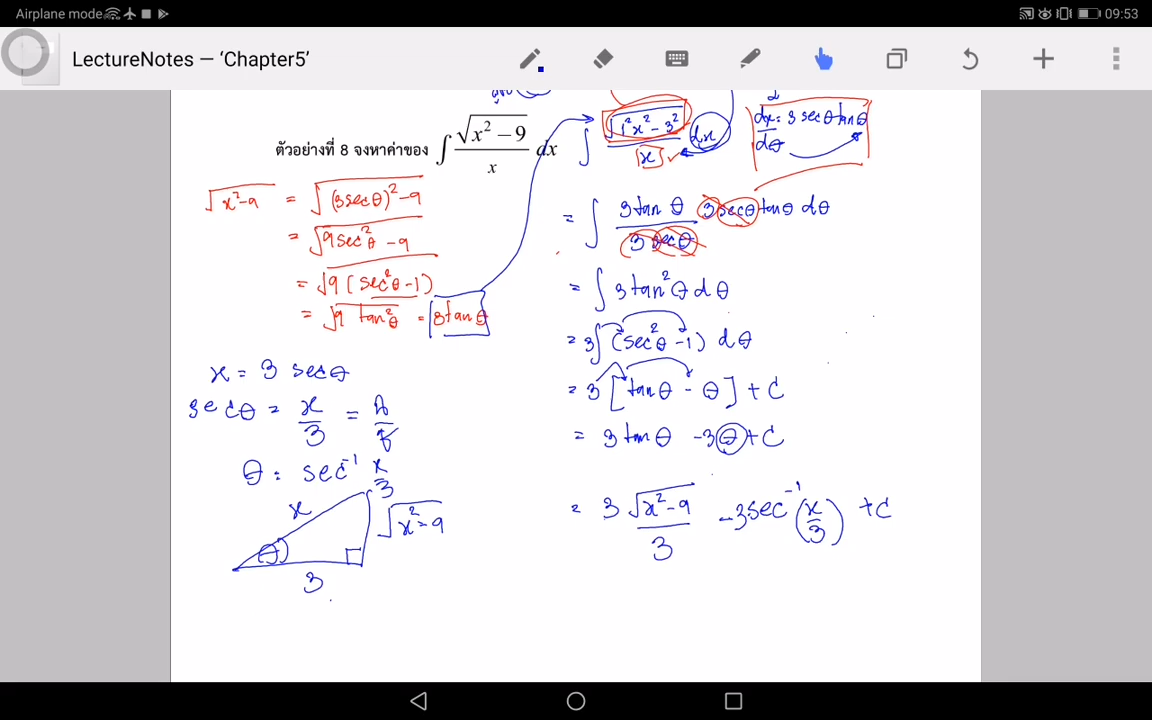 Airplane mode 09:53
LectureNotes – 'Chapter5'
ตัวอย่างที่ 8 จงหาค่าของ ∫ √(x² − 9) / x dx
∫ √(1²x² − 3²) / x dx
dx/dθ = 3 secθ tanθ
√(x²−9) = √((3secθ)² − 9)
= √(9sec²θ − 9)
= √(9(sec²θ − 1))
= √(9 tan²θ) = 3tanθ
x = 3 secθ
secθ = x/3 =
θ = sec⁻¹ x/3
x
√(x² − 9)
θ
3
= ∫ 3tanθ / 3secθ 3secθ tanθ dθ
= ∫ 3tan²θ dθ
= 3∫ (sec²θ − 1) dθ
= 3 [tanθ − θ] + C
= 3tanθ − 3θ + C
= 3 √(x² − 9) / 3 − 3sec⁻¹(x/3) + C